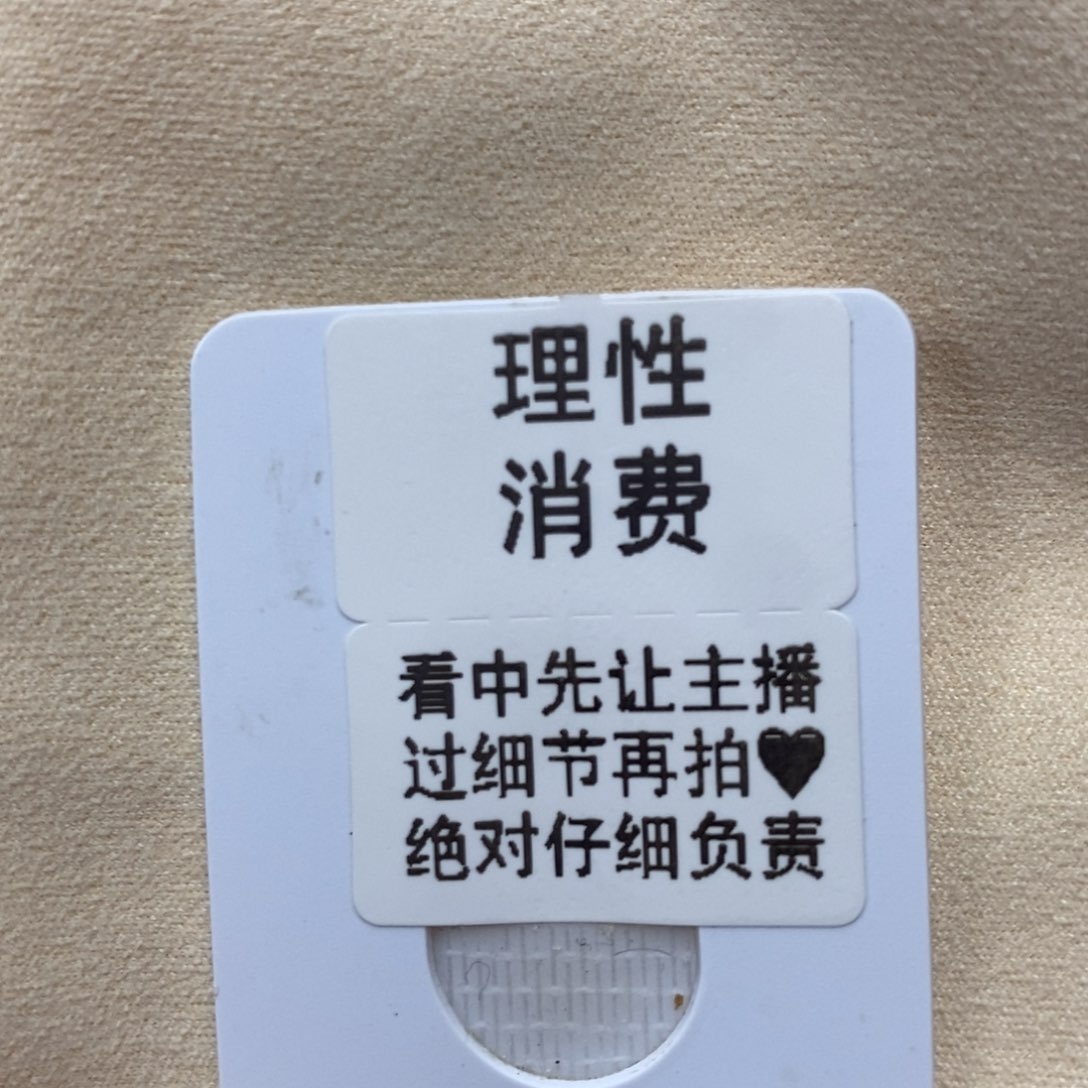 理性
消费
看中先让主播
过细节再拍♥
绝对仔细负责